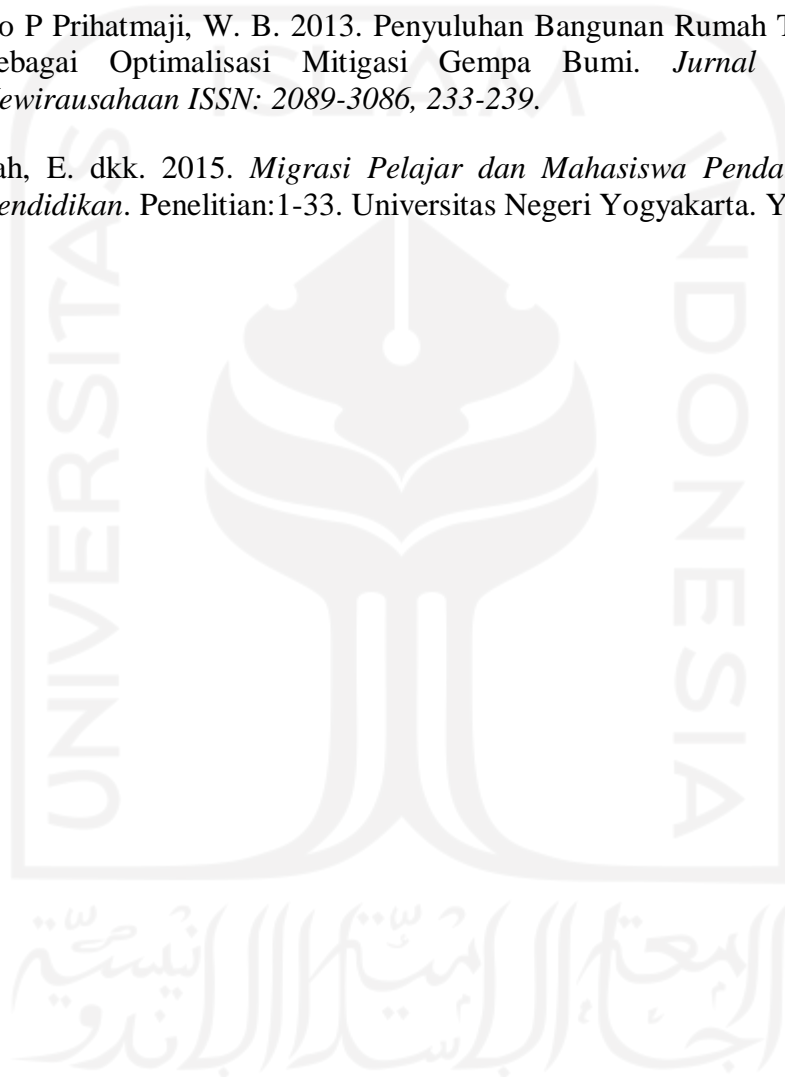 o P Prihatmaji, W. B. 2013. Penyuluhan Bangunan Rumah T
ebagai Optimalisasi Mitigasi Gempa Bumi. Jurnal
ewirausahaan ISSN: 2089-3086, 233-239.
ah, E. dkk. 2015. Migrasi Pelajar dan Mahasiswa Penda
endidikan. Penelitian:1-33. Universitas Negeri Yogyakarta. Y
ISLAM
UNIVERSITAS
INDONESIA